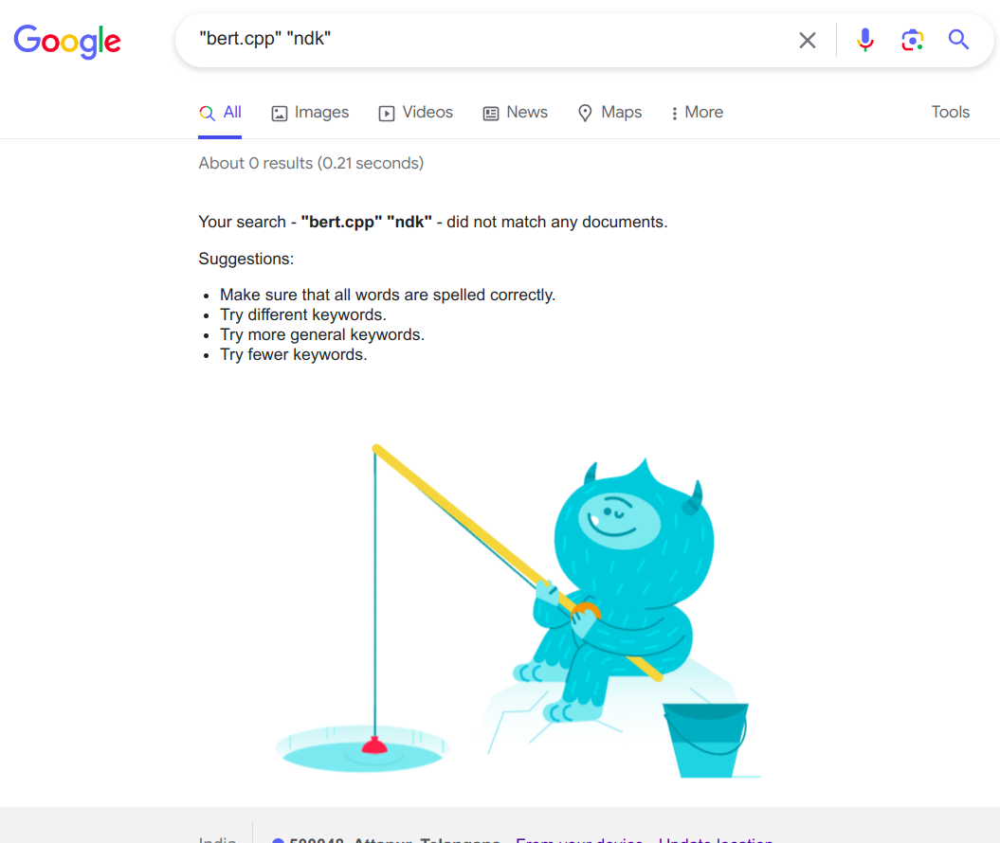 Google
"bert.cpp" "ndk"
All Images Videos News Maps More Tools
About 0 results (0.21 seconds)
Your search - "bert.cpp" "ndk" - did not match any documents.
Suggestions:
Make sure that all words are spelled correctly.
Try different keywords.
Try more general keywords.
Try fewer keywords.
India 500048, Attapur, Telangana - From your device - Update location